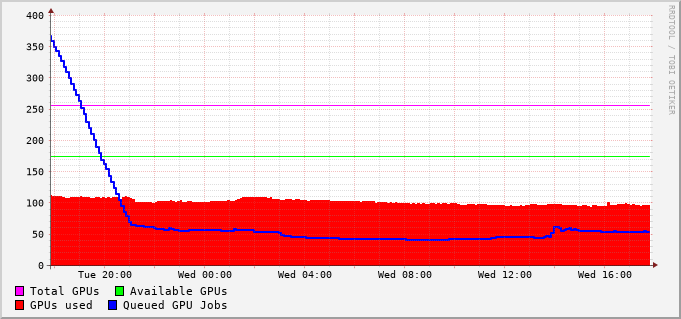 400
350
300
250
200
150
100
50
0
Tue 20:00 Wed 00:00 Wed 04:00 Wed 08:00 Wed 12:00 Wed 16:00
Total GPUs Available GPUs
GPUs used Queued GPU Jobs
RRDTOOL / TOBI OETIKER